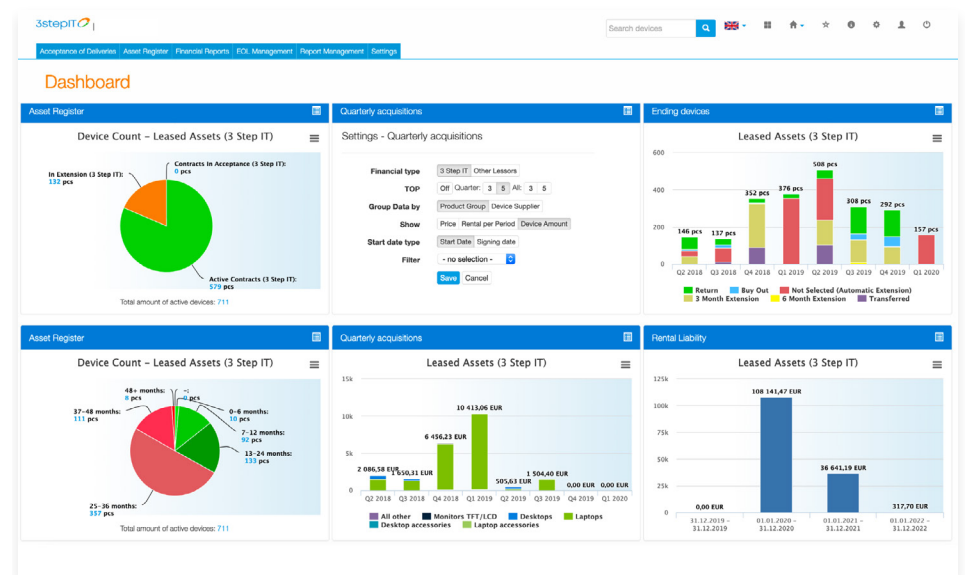 3stepIT
Search devices
Acceptance of Deliveries Asset Register Financial Reports EOL Management Report Management Settings
Dashboard
Asset Register
Device Count – Leased Assets (3 Step IT)
Contracts In Acceptance (3 Step IT):
0 pcs
In Extension (3 Step IT):
132 pcs
Active Contracts (3 Step IT):
579 pcs
Total amount of active devices: 711
Quarterly acquisitions
Settings - Quarterly acquisitions
Financial type 3 Step IT Other Lessors
TOP Off Quarter: 3 5 All: 3 5
Group Data by Product Group Device Supplier
Show Price Rental per Period Device Amount
Start date type Start Date Signing date
Filter - no selection -
Save Cancel
Ending devices
Leased Assets (3 Step IT)
600
400
200
0
146 pcs 137 pcs 352 pcs 376 pcs 508 pcs 308 pcs 292 pcs 157 pcs
Q2 2018 Q3 2018 Q4 2018 Q1 2019 Q2 2019 Q3 2019 Q4 2019 Q1 2020
Return Buy Out Not Selected (Automatic Extension)
3 Month Extension 6 Month Extension Transferred
Asset Register
Device Count – Leased Assets (3 Step IT)
48+ months:
8 pcs
–:
0 pcs
37–48 months:
111 pcs
0–6 months:
10 pcs
7–12 months:
92 pcs
13–24 months:
133 pcs
25–36 months:
357 pcs
Total amount of active devices: 711
Quarterly acquisitions
Leased Assets (3 Step IT)
15k
10k
5k
0
2 086,58 EUR 1 650,31 EUR 6 456,23 EUR 10 413,06 EUR 505,63 EUR 1 504,40 EUR 0,00 EUR 0,00 EUR
Q2 2018 Q3 2018 Q4 2018 Q1 2019 Q2 2019 Q3 2019 Q4 2019 Q1 2020
All other Monitors TFT/LCD Desktops Laptops
Desktop accessories Laptop accessories
Rental Liability
Leased Assets (3 Step IT)
125k
100k
75k
50k
25k
0
0,00 EUR 108 141,47 EUR 36 641,19 EUR 317,70 EUR
31.12.2019 – 01.01.2020 – 01.01.2021 – 01.01.2022 –
31.12.2019 31.12.2020 31.12.2021 31.12.2022